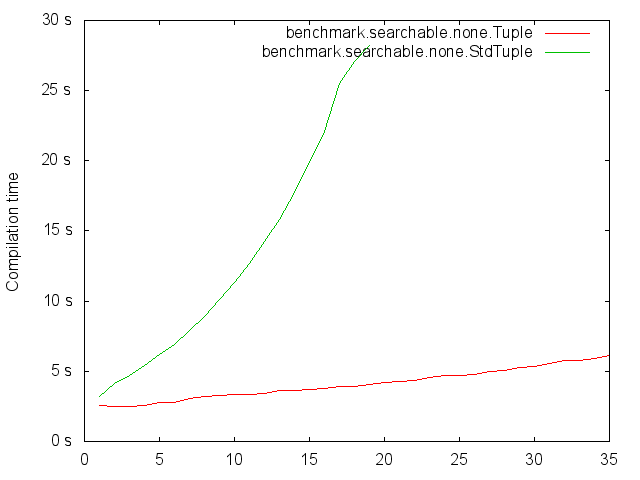 30 s
benchmark.searchable.none.Tuple
benchmark.searchable.none.StdTuple
25 s
20 s
Compilation time
15 s
10 s
5 s
0 s
0 5 10 15 20 25 30 35